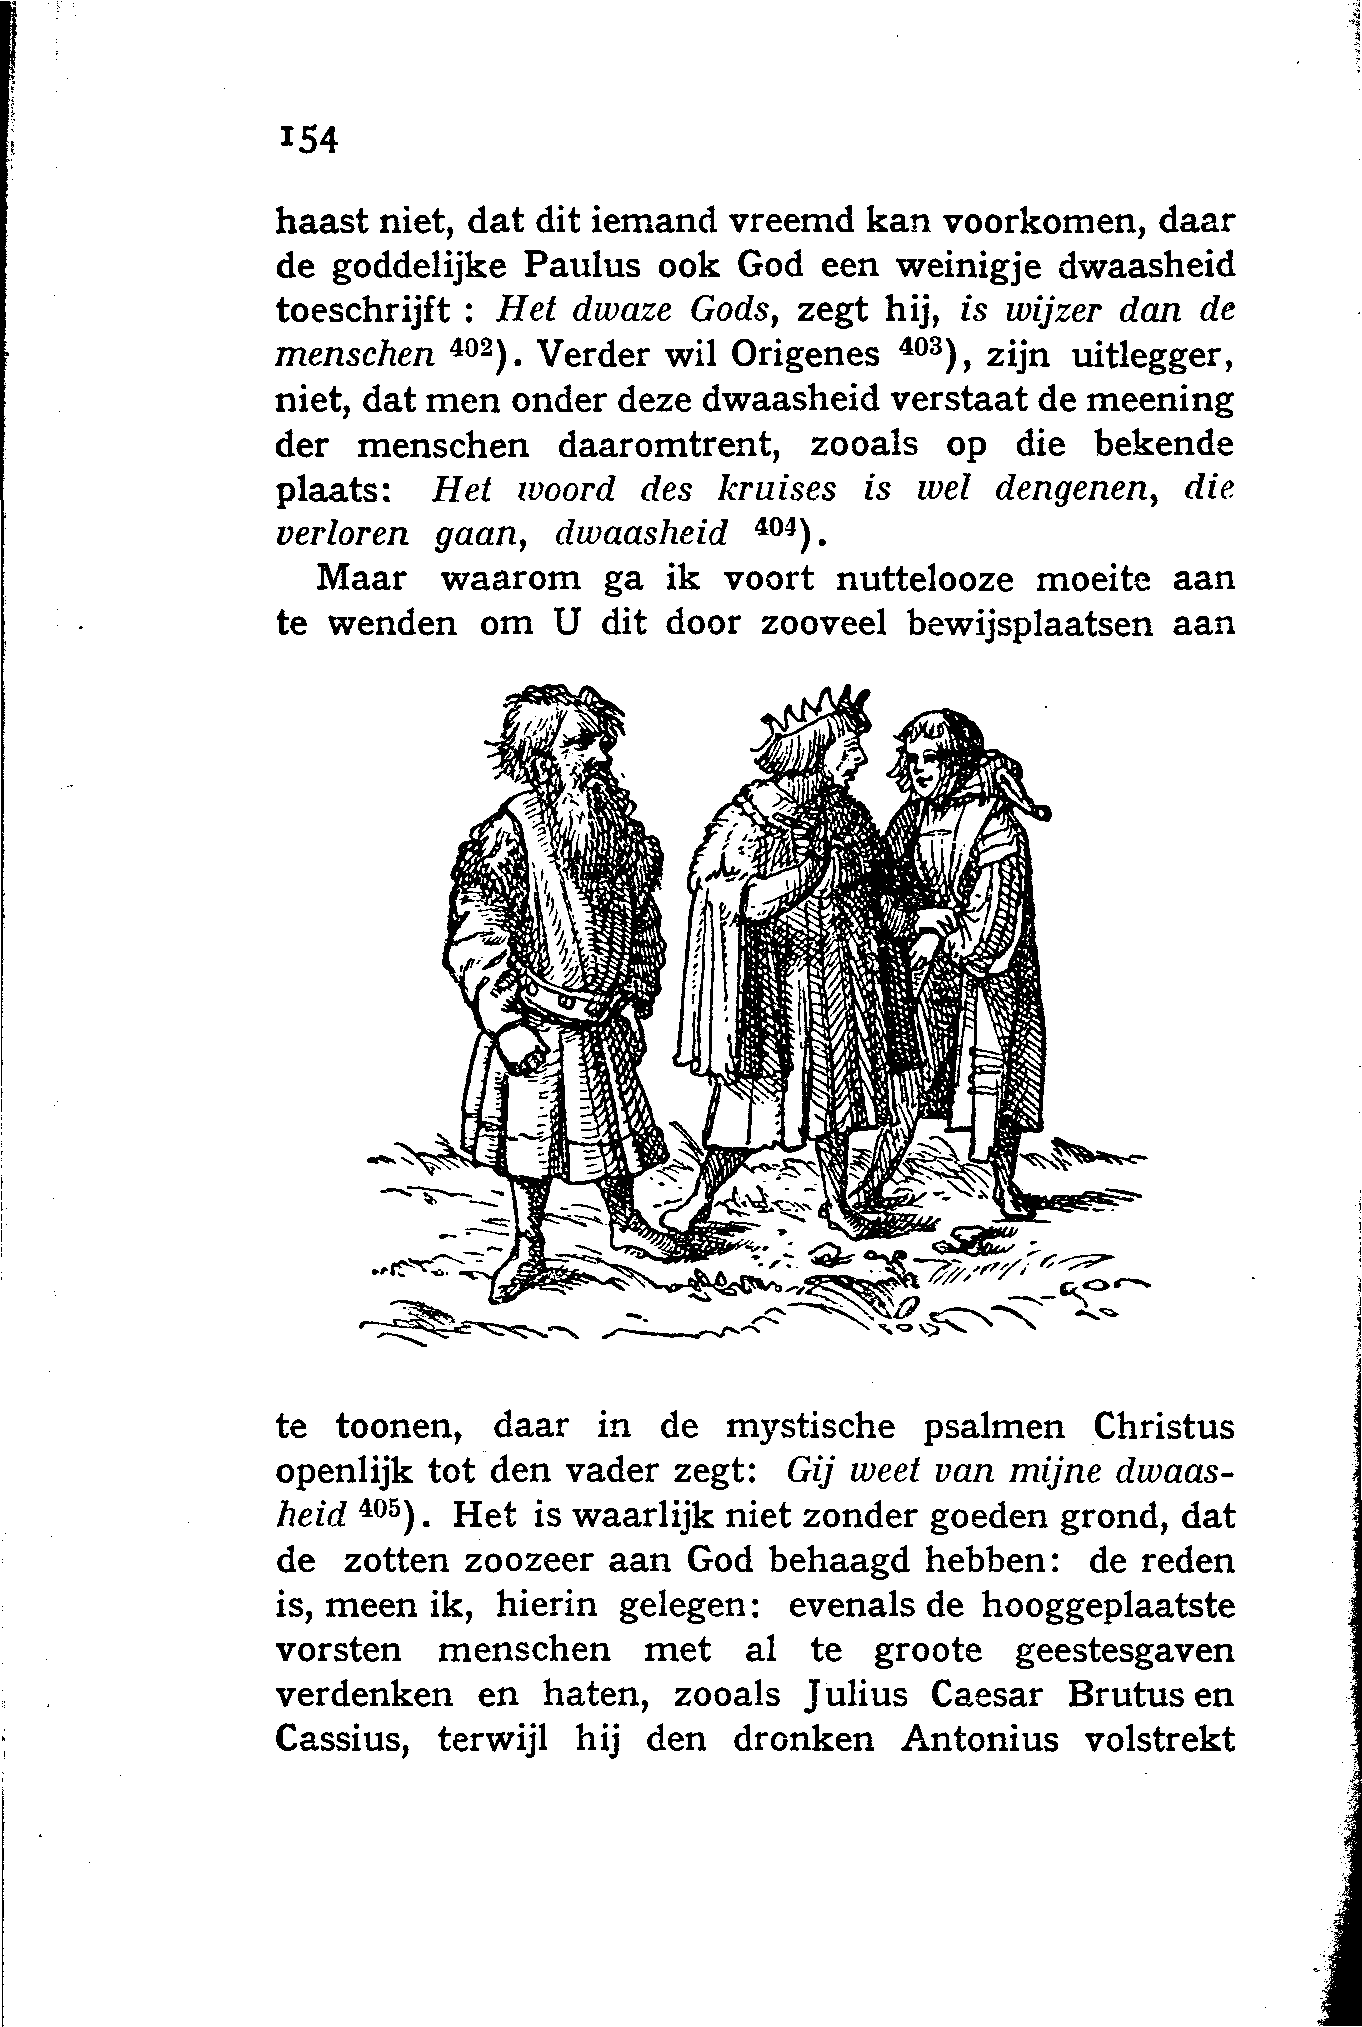 154
haast niet, dat dit iemand vreemd kan voorkomen, daar
de goddelijke Paulus ook God een weinigje dwaasheid
toeschrijft : Het dwaze Gods, zegt hij, is wijzer dan de
menschen ⁴⁰²). Verder wil Origenes ⁴⁰³), zijn uitlegger,
niet, dat men onder deze dwaasheid verstaat de meening
der menschen daaromtrent, zooals op die bekende
plaats: Het woord des kruises is wel dengenen, die
verloren gaan, dwaasheid ⁴⁰⁴).
Maar waarom ga ik voort nuttelooze moeite aan
te wenden om U dit door zooveel bewijsplaatsen aan
te toonen, daar in de mystische psalmen Christus
openlijk tot den vader zegt: Gij weet van mijne dwaas-
heid ⁴⁰⁵). Het is waarlijk niet zonder goeden grond, dat
de zotten zoozeer aan God behaagd hebben: de reden
is, meen ik, hierin gelegen: evenals de hooggeplaatste
vorsten menschen met al te groote geestesgaven
verdenken en haten, zooals Julius Caesar Brutus en
Cassius, terwijl hij den dronken Antonius volstrekt